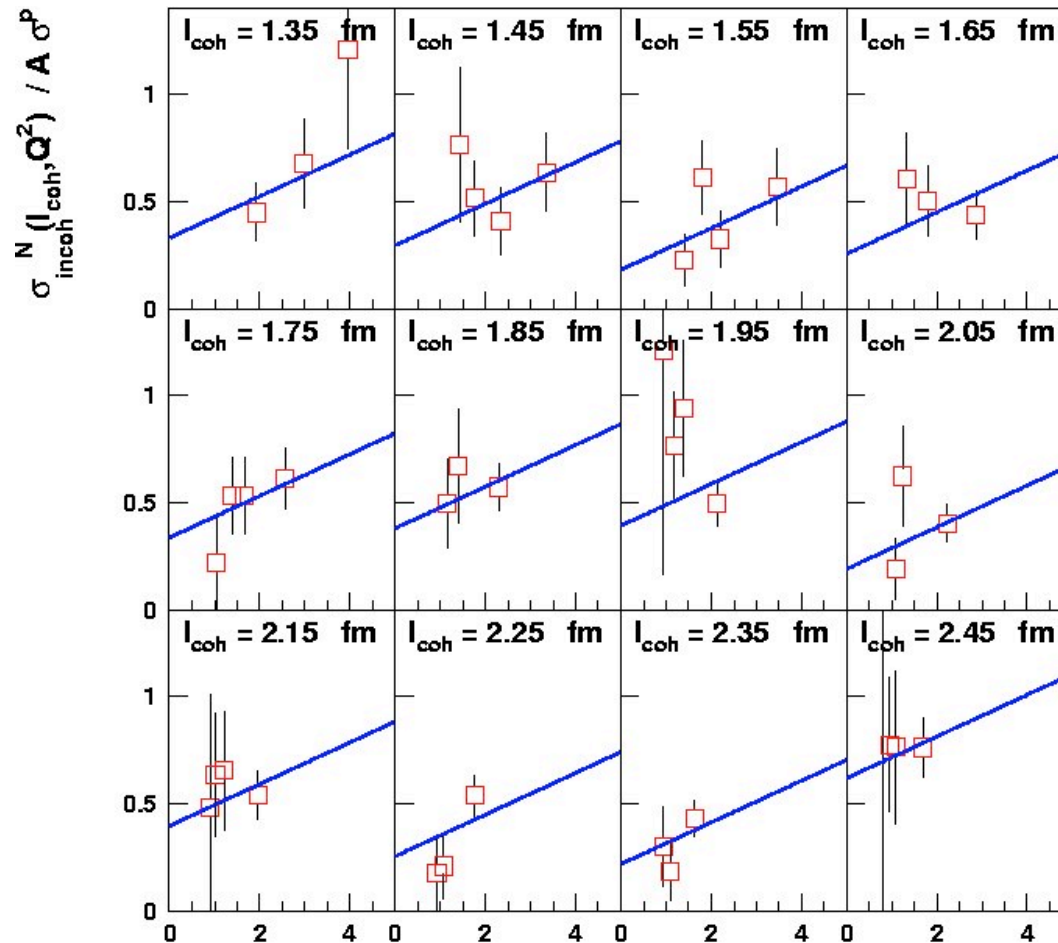 σ^N_incoh(l_coh,Q^2) / A σ^p
l_coh = 1.35 fm
l_coh = 1.45 fm
l_coh = 1.55 fm
l_coh = 1.65 fm
1
0.5
0
l_coh = 1.75 fm
l_coh = 1.85 fm
l_coh = 1.95 fm
l_coh = 2.05 fm
1
0.5
0
l_coh = 2.15 fm
l_coh = 2.25 fm
l_coh = 2.35 fm
l_coh = 2.45 fm
1
0.5
0
0 2 4 0 2 4 0 2 4 0 2 4